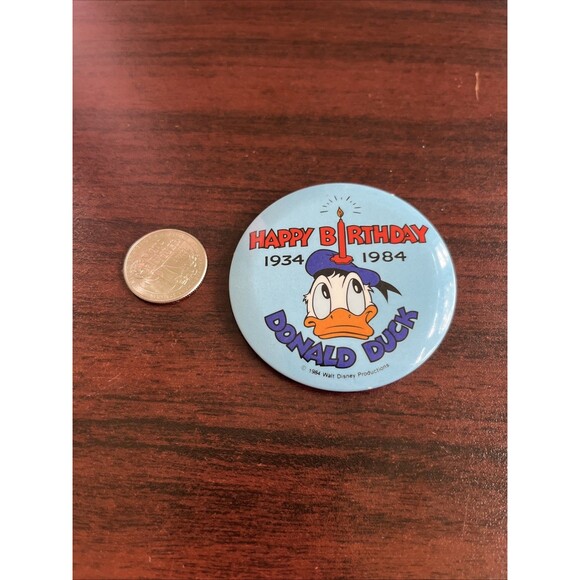 HAPPY BIRTHDAY
1934 1984
DONALD DUCK
© 1984 Walt Disney Productions